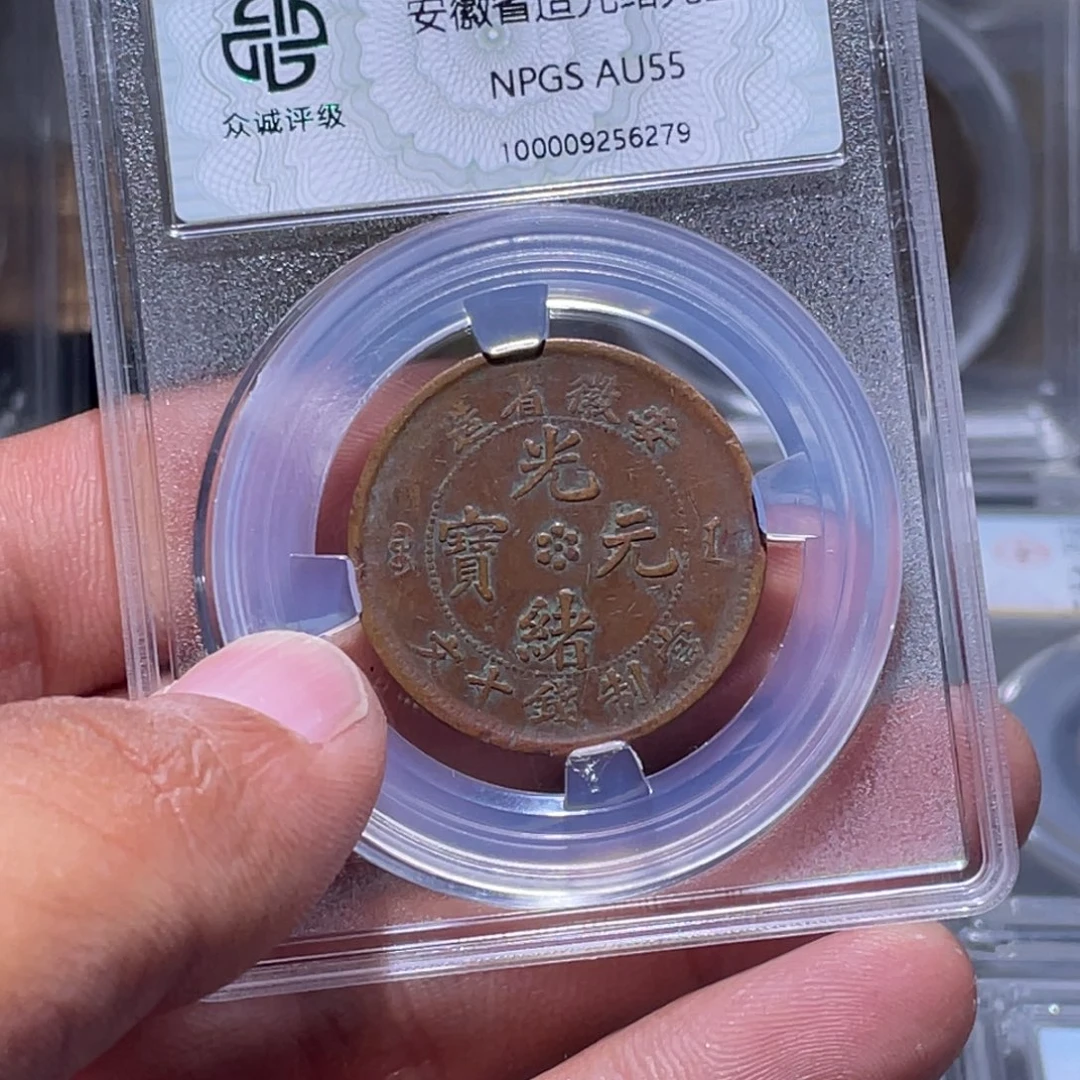 安徽省造光绪元
NPGS AU55
众诚评级
100009256279
安徽省造
光緒元寶
當制錢十文